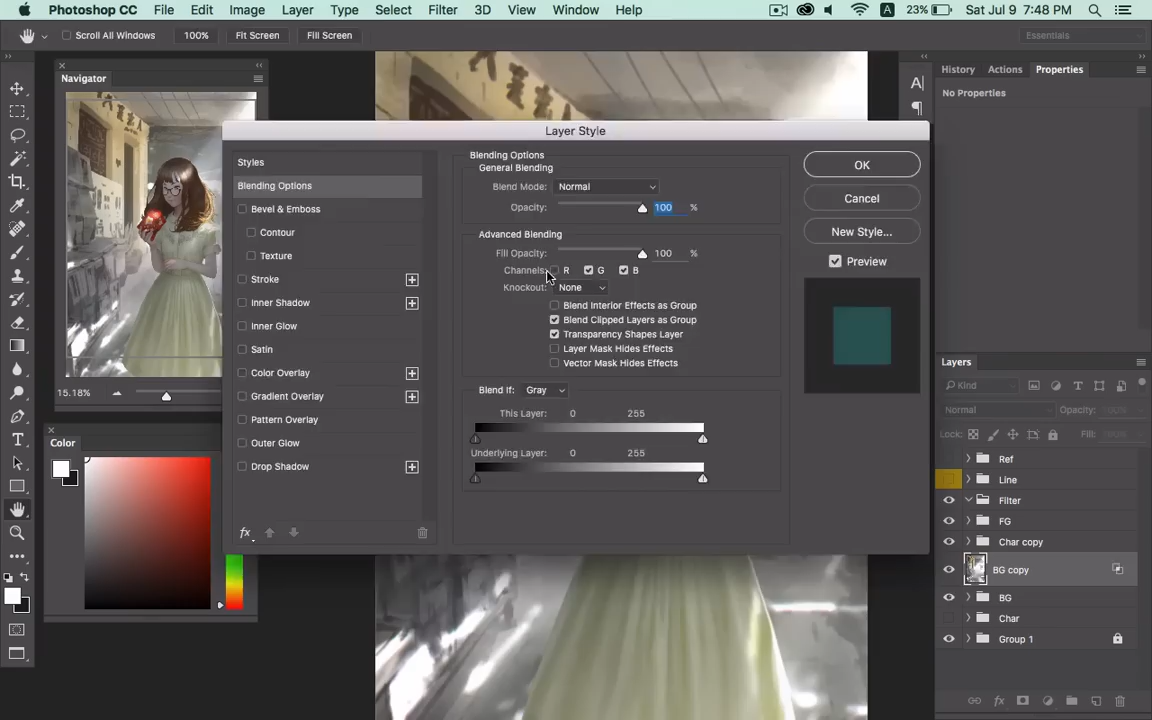 Photoshop CC File Edit Image Layer Type Select Filter 3D View Window Help A 23% Sat Jul 9 7:48 PM
Scroll All Windows 100% Fit Screen Fill Screen Essentials
Navigator
15.18%
Color
Layer Style
Styles
Blending Options
Bevel & Emboss
Contour
Texture
Stroke
Inner Shadow
Inner Glow
Satin
Color Overlay
Gradient Overlay
Pattern Overlay
Outer Glow
Drop Shadow
fx
Blending Options
General Blending
Blend Mode: Normal
Opacity: 100 %
Advanced Blending
Fill Opacity: 100 %
Channels: R G B
Knockout: None
Blend Interior Effects as Group
Blend Clipped Layers as Group
Transparency Shapes Layer
Layer Mask Hides Effects
Vector Mask Hides Effects
Blend If: Gray
This Layer: 0 255
Underlying Layer: 0 255
OK
Cancel
New Style...
Preview
History Actions Properties
No Properties
Layers
Kind
Normal Opacity: 100%
Lock: Fill: 100%
Ref
Line
Filter
FG
Char copy
BG copy
BG
Char
Group 1
fx